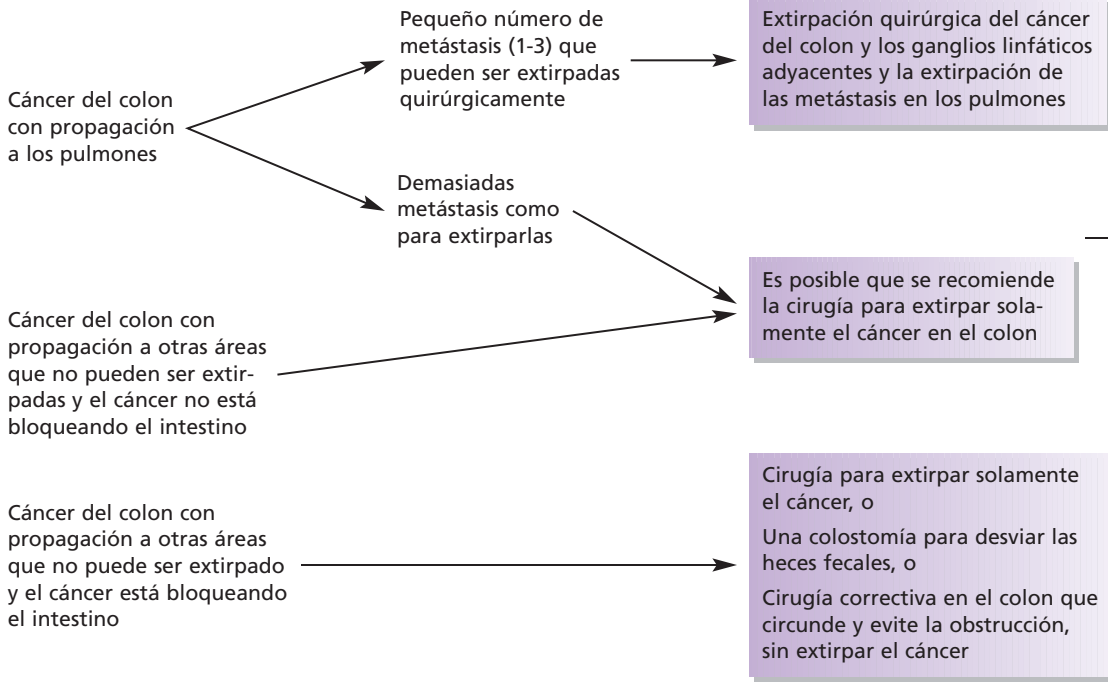 Cáncer del colon
con propagación
a los pulmones
Pequeño número de
metástasis (1-3) que
pueden ser extirpadas
quirúrgicamente
Extirpación quirúrgica del cáncer
del colon y los ganglios linfáticos
adyacentes y la extirpación de
las metástasis en los pulmones
Demasiadas
metástasis como
para extirparlas
Es posible que se recomiende
la cirugía para extirpar sola-
mente el cáncer en el colon
Cáncer del colon con
propagación a otras áreas
que no pueden ser extir-
padas y el cáncer no está
bloqueando el intestino
Cáncer del colon con
propagación a otras áreas
que no puede ser extirpado
y el cáncer está bloqueando
el intestino
Cirugía para extirpar solamente
el cáncer, o
Una colostomía para desviar las
heces fecales, o
Cirugía correctiva en el colon que
circunde y evite la obstrucción,
sin extirpar el cáncer